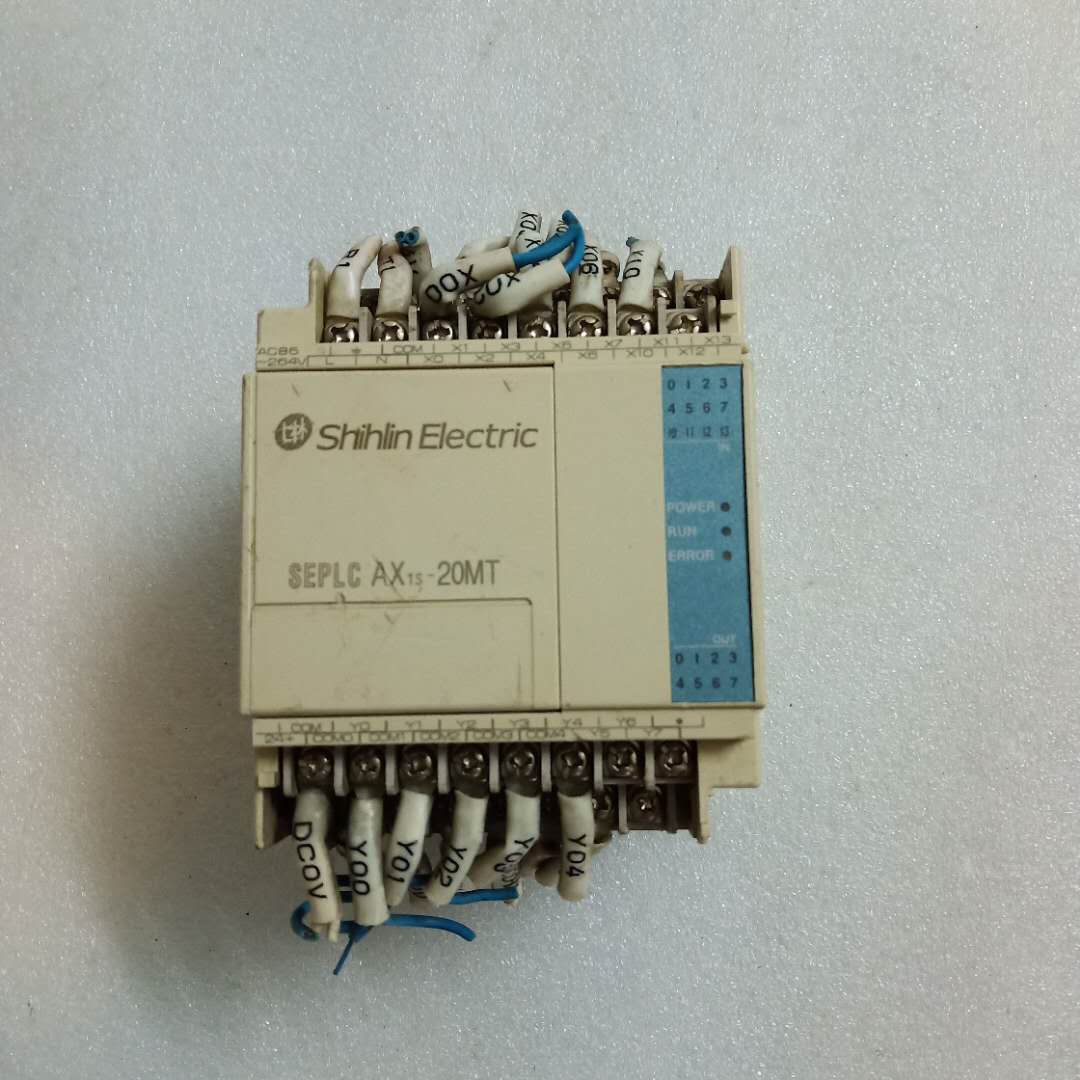 R1
X00
X02
X06
X10
AC85 ⏚ COM X1 X3 X5 X7 X11 X13
~264V L N X0 X2 X4 X6 X10 X12
Shihlin Electric
SEPLC AX1S-20MT
0 1 2 3
4 5 6 7
10 11 12 13
IN
POWER
RUN
ERROR
OUT
0 1 2 3
4 5 6 7
COM Y0 Y1 Y2 Y3 Y4 Y6 •
24+ COM0 COM1 COM2 COM3 COM4 Y5 Y7
DC0V
Y00
Y01
Y02
Y04